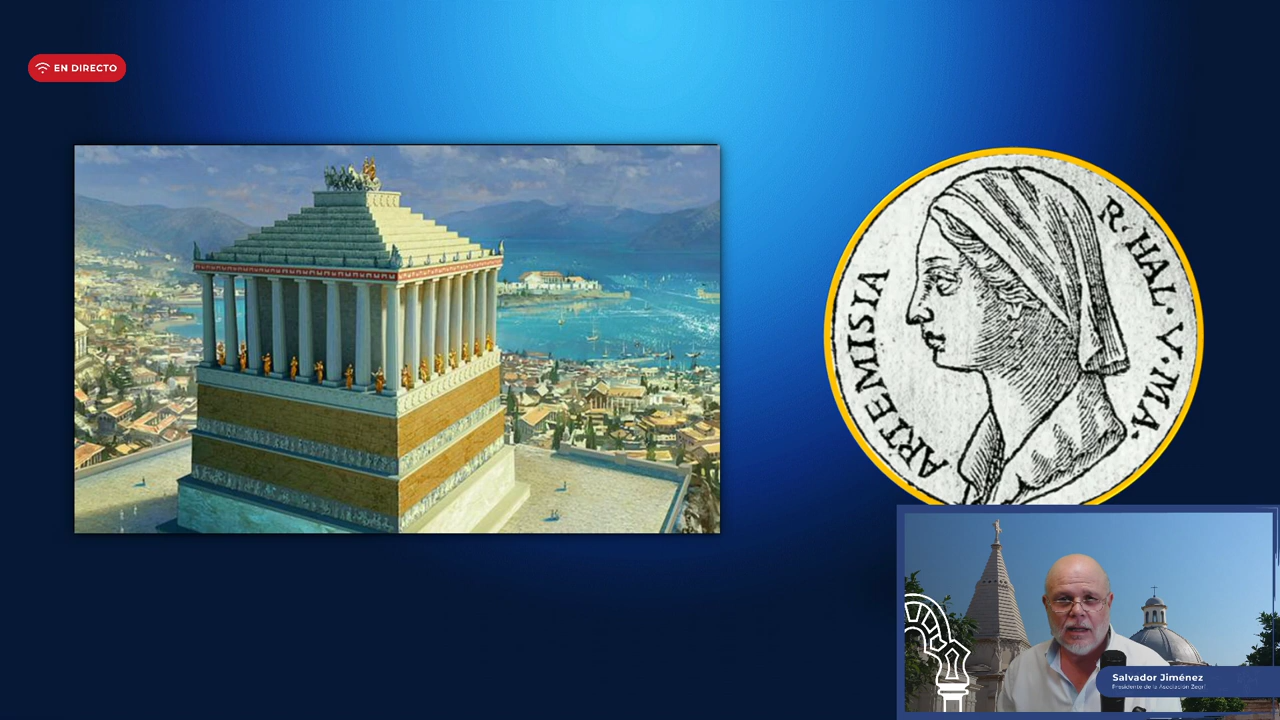 EN DIRECTO
ARTEMISIA
R·HAL·V·MA.
Salvador Jiménez
Presidente de la Asociación Zegrí